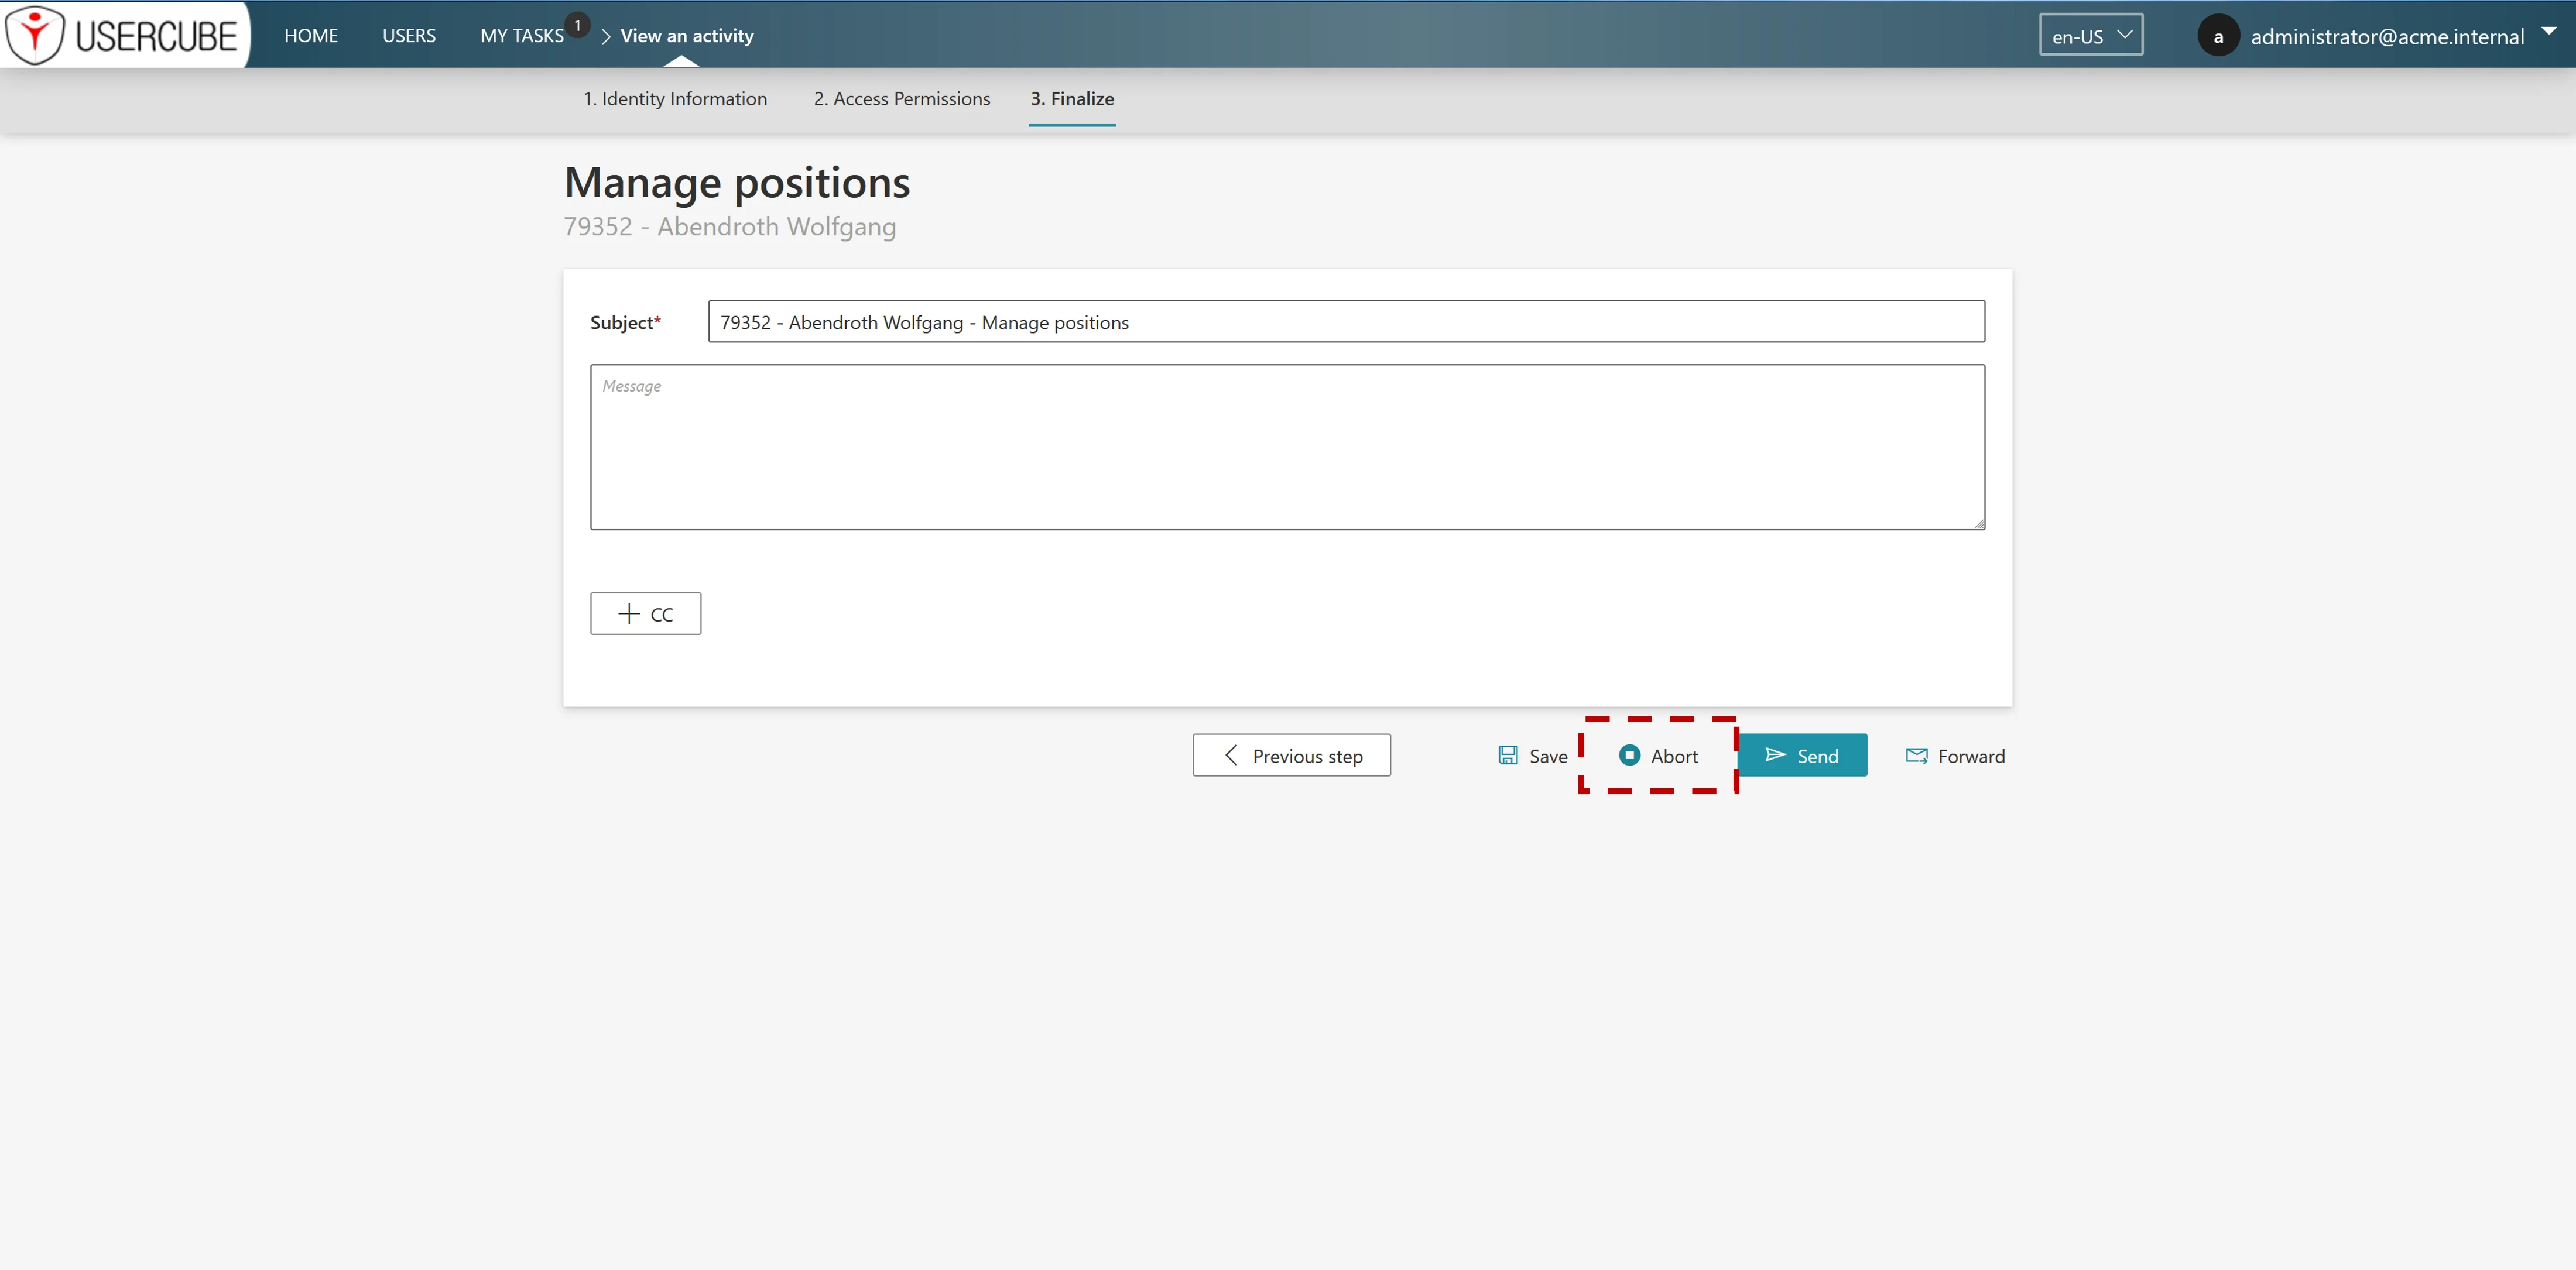 USERCUBE
HOME USERS MY TASKS 1 View an activity en-US a administrator@acme.internal
1. Identity Information 2. Access Permissions 3. Finalize
Manage positions
79352 - Abendroth Wolfgang
Subject* 79352 - Abendroth Wolfgang - Manage positions
Message
CC
Previous step Save Abort Send Forward